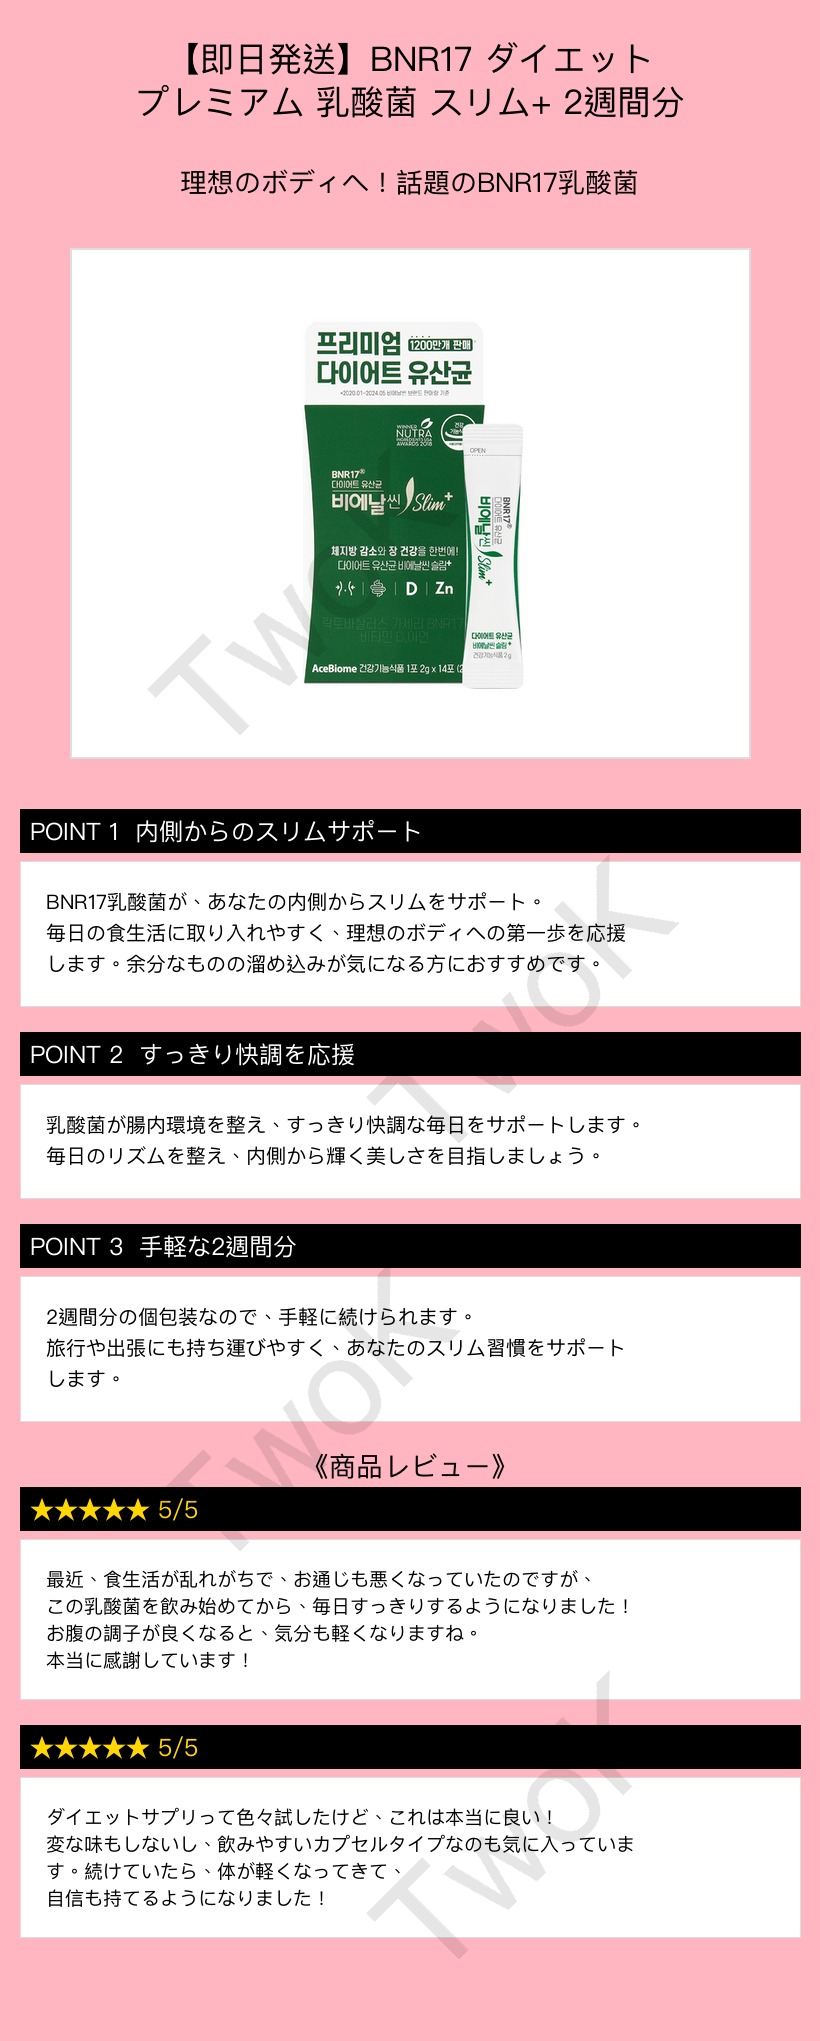 【即日発送】BNR17 ダイエット
プレミアム 乳酸菌 スリム+ 2週間分
理想のボディへ！話題のBNR17乳酸菌
프리미엄 1200만개 판매
다이어트 유산균
*2020.01~2024.05 비에날씬 브랜드 판매량 기준
WINNER
NUTRA
INGREDIENTS USA
AWARDS 2018
건강
기능식품
BNR17®
다이어트 유산균
비에날씬 Slim+
체지방 감소와 장 건강을 한번에!
다이어트 유산균 비에날씬 슬림+
D Zn
락토바실러스 가세리 BNR17
비타민 D,아연
AceBiome 건강기능식품 1포 2g x 14포 (2
OPEN
BNR17®
다이어트 유산균
비에날씬 Slim+
다이어트 유산균
비에날씬 슬림+
건강기능식품 2g
POINT 1 内側からのスリムサポート
BNR17乳酸菌が、あなたの内側からスリムをサポート。
毎日の食生活に取り入れやすく、理想のボディへの第一歩を応援
します。余分なものの溜め込みが気になる方におすすめです。
POINT 2 すっきり快調を応援
乳酸菌が腸内環境を整え、すっきり快調な毎日をサポートします。
毎日のリズムを整え、内側から輝く美しさを目指しましょう。
POINT 3 手軽な2週間分
2週間分の個包装なので、手軽に続けられます。
旅行や出張にも持ち運びやすく、あなたのスリム習慣をサポート
します。
《商品レビュー》
★★★★★ 5/5
最近、食生活が乱れがちで、お通じも悪くなっていたのですが、
この乳酸菌を飲み始めてから、毎日すっきりするようになりました！
お腹の調子が良くなると、気分も軽くなりますね。
本当に感謝しています！
★★★★★ 5/5
ダイエットサプリって色々試したけど、これは本当に良い！
変な味もしないし、飲みやすいカプセルタイプなのも気に入っていま
す。続けていたら、体が軽くなってきて、
自信も持てるようになりました！
TwoK
TwoK
TwoK
TwoK